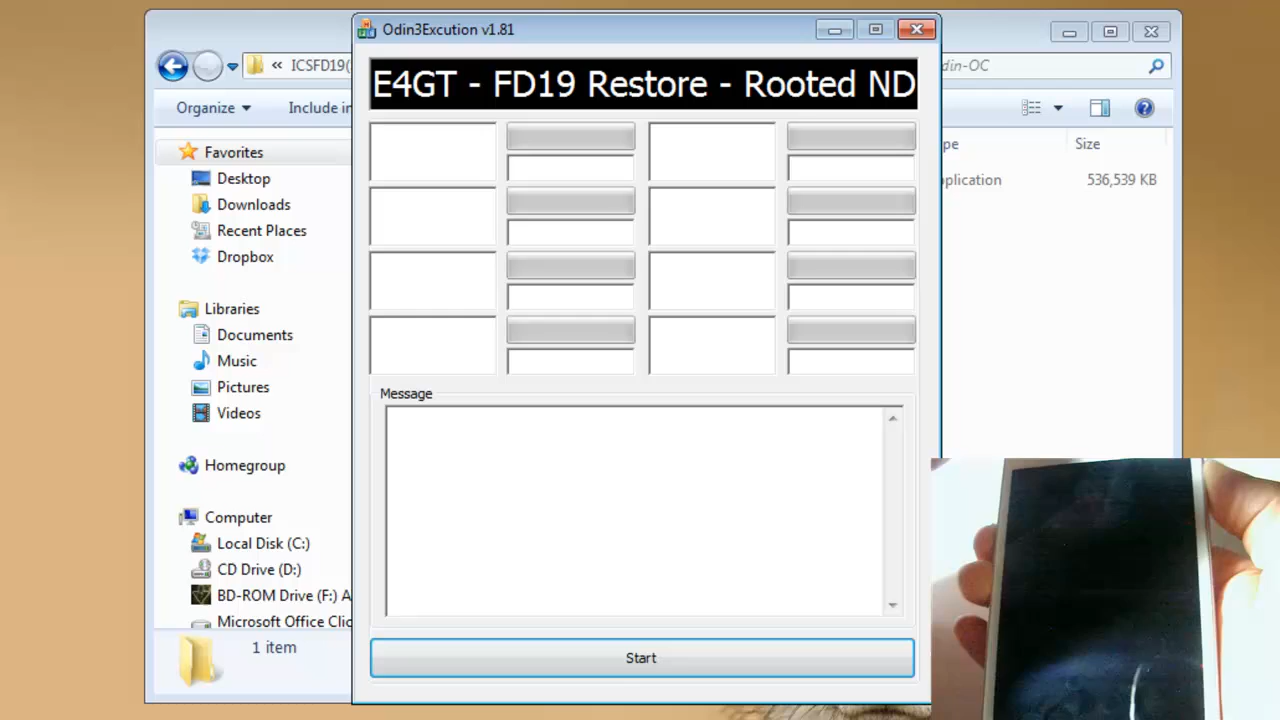 Odin3Excution v1.81
E4GT - FD19 Restore - Rooted ND
« ICSFD19(
din-OC
Organize
Include in
Favorites
Desktop
Downloads
Recent Places
Dropbox
Libraries
Documents
Music
Pictures
Videos
Homegroup
Computer
Local Disk (C:)
CD Drive (D:)
BD-ROM Drive (F:) A
Microsoft Office Clic
1 item
pe
Size
plication
536,539 KB
Message
Start